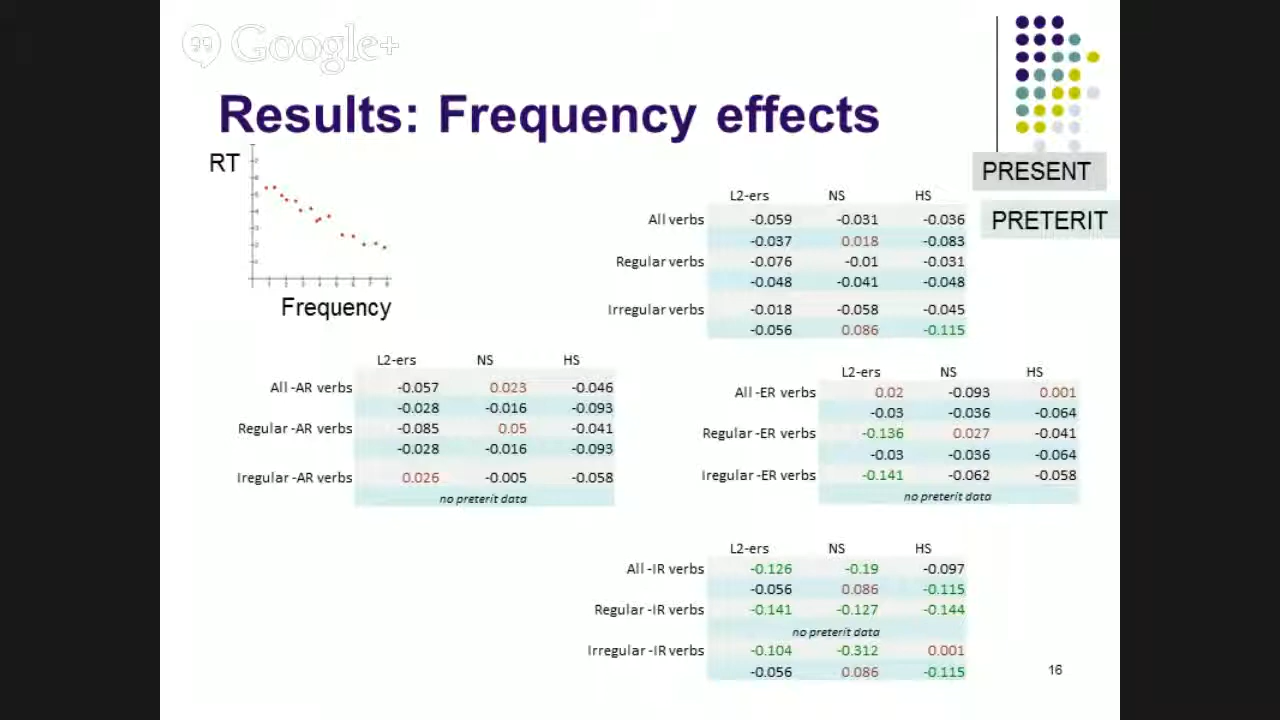 Google+
Results: Frequency effects
RT
Frequency
PRESENT
PRETERIT
L2-ers NS HS
All verbs -0.059 -0.031 -0.036
-0.037 0.018 -0.083
Regular verbs -0.076 -0.01 -0.031
-0.048 -0.041 -0.048
Irregular verbs -0.018 -0.058 -0.045
-0.056 0.086 -0.115
L2-ers NS HS
All -AR verbs -0.057 0.023 -0.046
-0.028 -0.016 -0.093
Regular -AR verbs -0.085 0.05 -0.041
-0.028 -0.016 -0.093
Iregular -AR verbs 0.026 -0.005 -0.058
no preterit data
L2-ers NS HS
All -ER verbs 0.02 -0.093 0.001
-0.03 -0.036 -0.064
Regular -ER verbs -0.136 0.027 -0.041
-0.03 -0.036 -0.064
Iregular -ER verbs -0.141 -0.062 -0.058
no preterit data
L2-ers NS HS
All -IR verbs -0.126 -0.19 -0.097
-0.056 0.086 -0.115
Regular -IR verbs -0.141 -0.127 -0.144
no preterit data
Irregular -IR verbs -0.104 -0.312 0.001
-0.056 0.086 -0.115
16